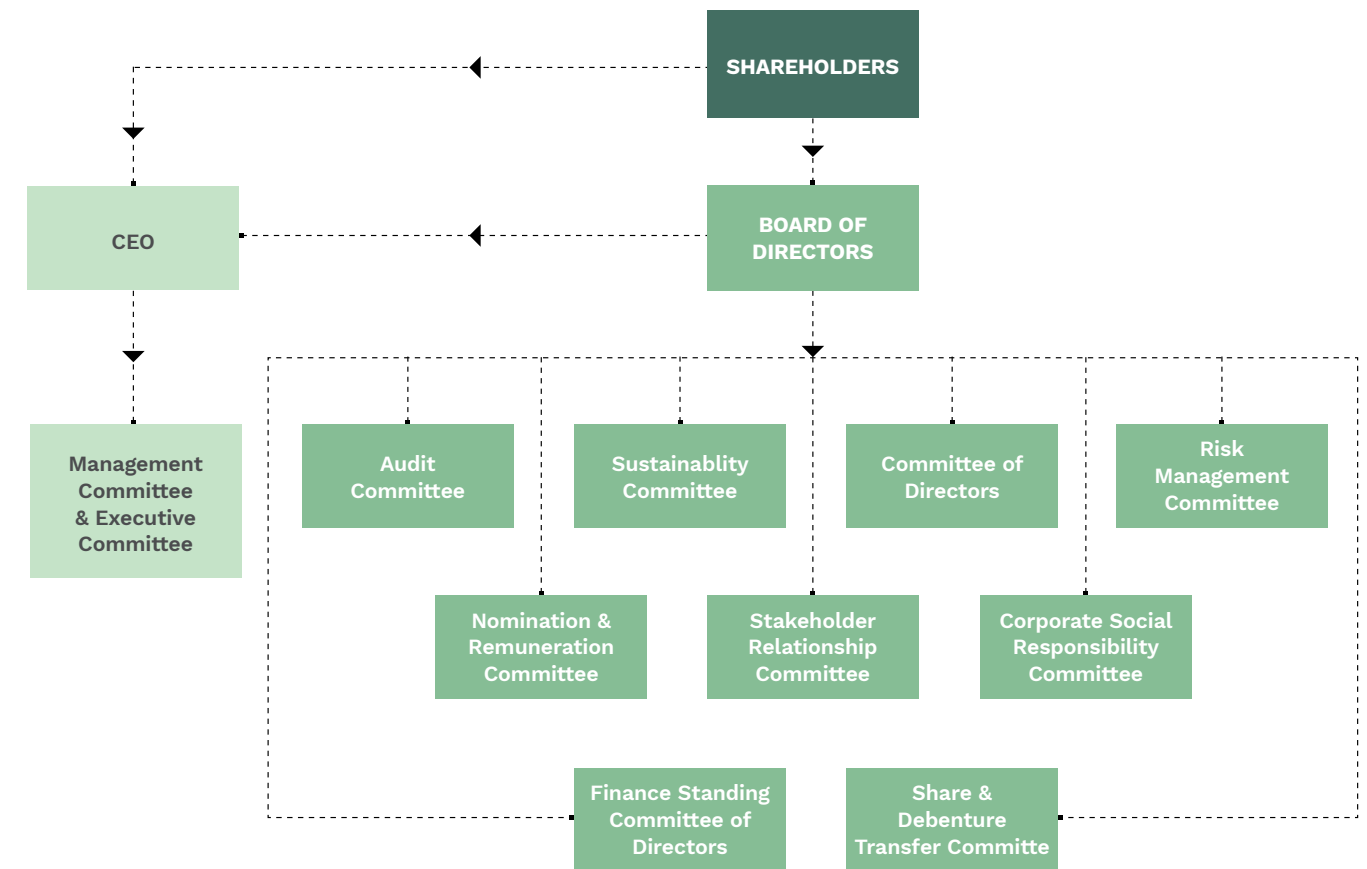 SHAREHOLDERS
CEO
BOARD OF
DIRECTORS
Management
Committee
& Executive
Committee
Audit
Committee
Sustainablity
Committee
Committee of
Directors
Risk
Management
Committee
Nomination &
Remuneration
Committee
Stakeholder
Relationship
Committee
Corporate Social
Responsibility
Committee
Finance Standing
Committee of
Directors
Share &
Debenture
Transfer Committe